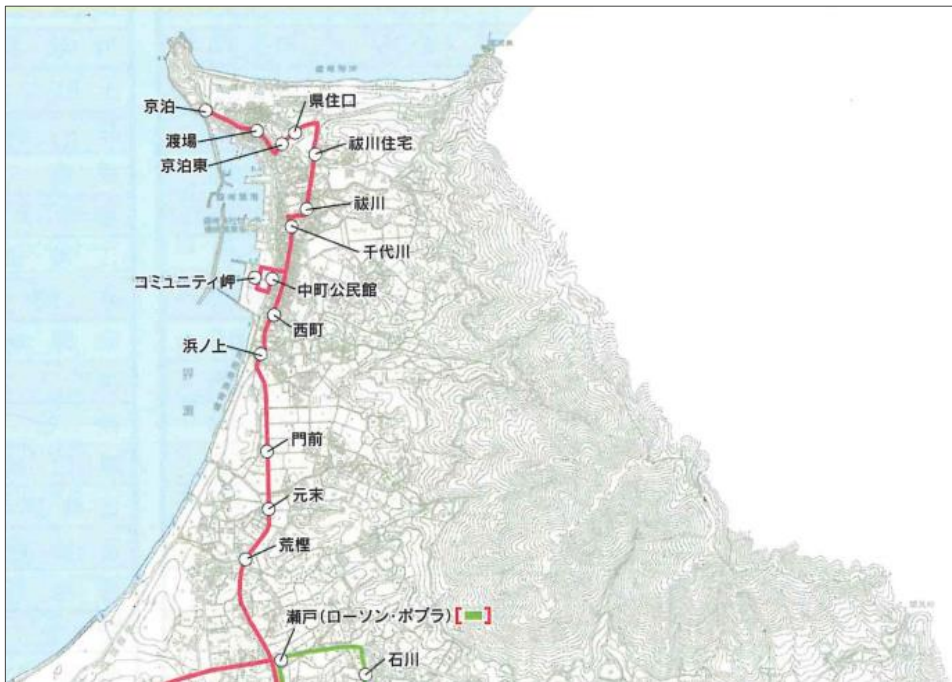 京泊
県住口
渡場
京泊東
祓川住宅
祓川
千代川
コミュニティ岬
中町公民館
西町
浜ノ上
門前
元末
荒樫
瀬戸(ローソン・ポプラ)[ ]
石川